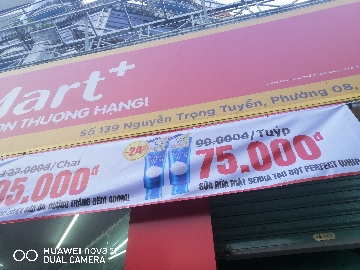 Mart+
ƠN THƯƠNG HẠNG!
Số 139 Nguyễn Trọng Tuyển, Phường 08,
/Chai
95.000đ
-24
99.000đ/Tuýp
75.000đ
SỮA RỬA MẶT SENKA TẠO BỌT PERFECT WHIP
HUAWEI nova 3i
DUAL CAMERA